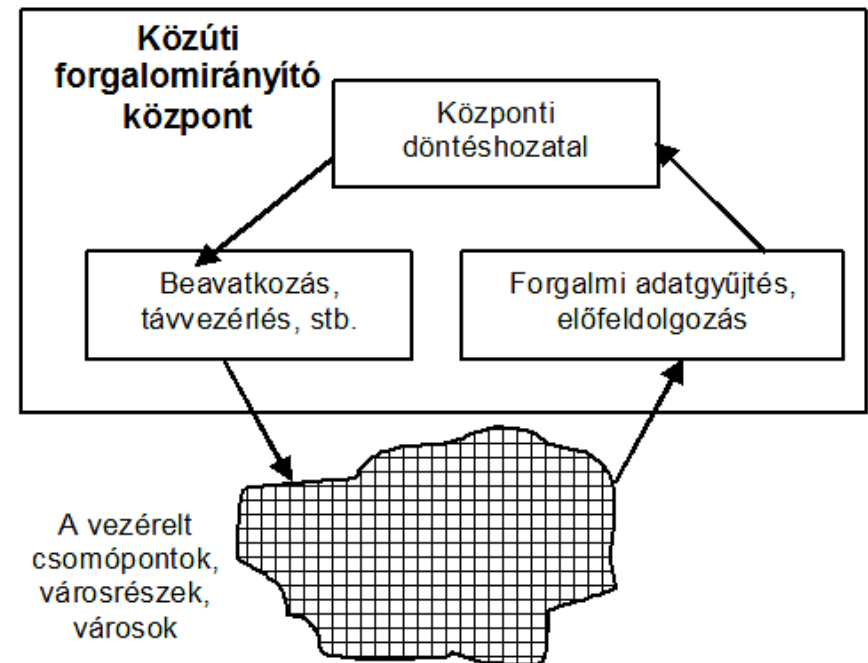 Közúti
forgalomirányító
központ
Központi
döntéshozatal
Beavatkozás,
távvezérlés, stb.
Forgalmi adatgyűjtés,
előfeldolgozás
A vezérelt
csomópontok,
városrészek,
városok